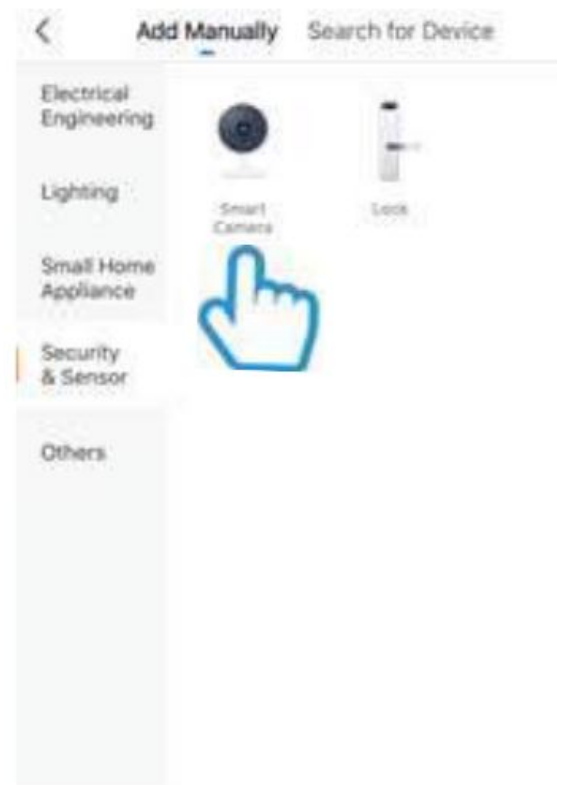 Add Manually Search for Device
Electrical
Engineering
Lighting
Small Home
Appliance
Security
& Sensor
Others
Smart
Camera
Lock